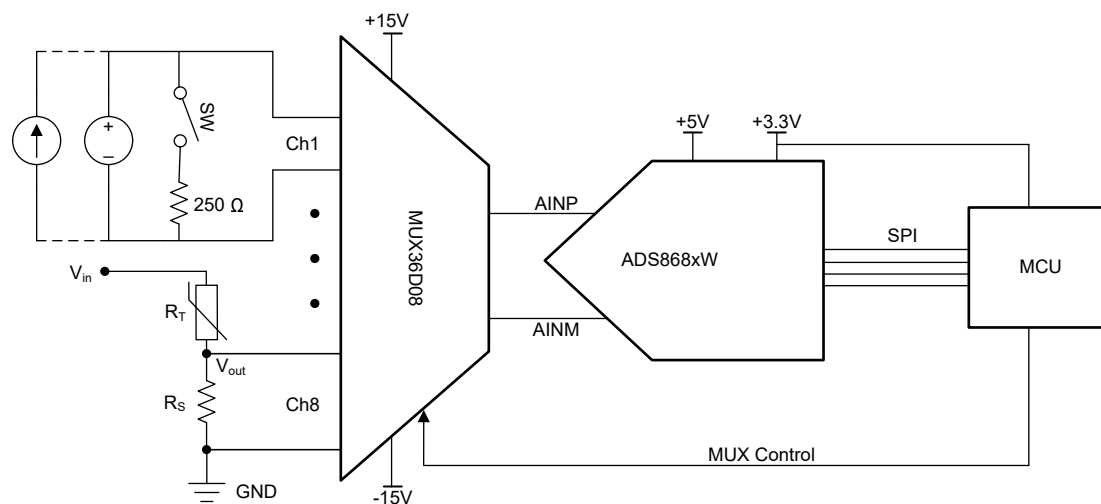 +15V
SW
250 Ω
Ch1
V_in
R_T
V_out
R_S
Ch8
GND
-15V
MUX36D08
AINP
AINM
+5V
+3.3V
ADS868xW
SPI
MCU
MUX Control
+
–